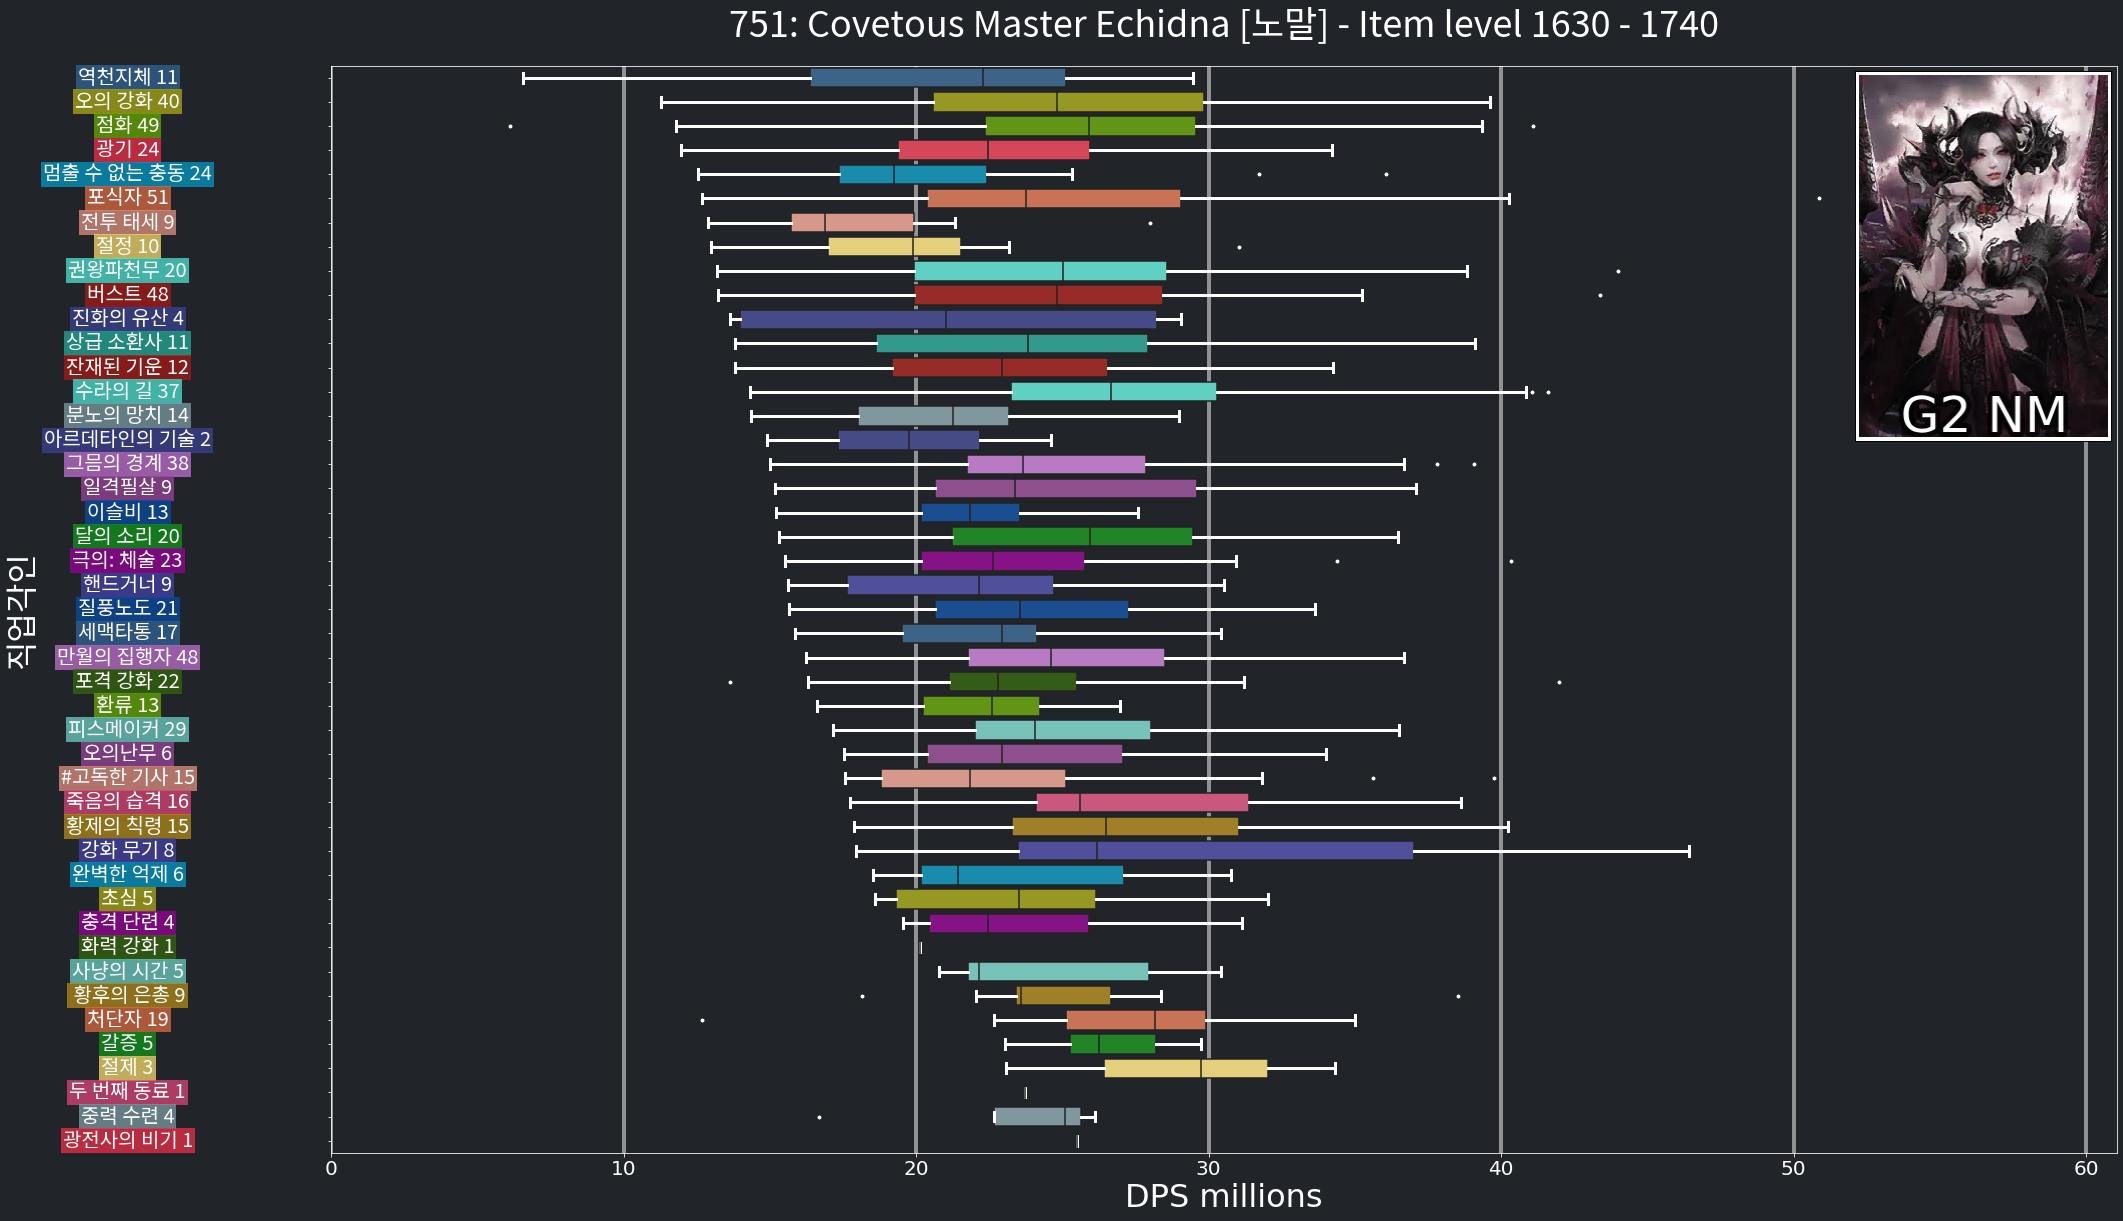 751: Covetous Master Echidna [노말] - Item level 1630 - 1740
역천지체 11
오의 강화 40
점화 49
광기 24
멈출 수 없는 충동 24
포식자 51
전투 태세 9
절정 10
권왕파천무 20
버스트 48
진화의 유산 4
상급 소환사 11
잔재된 기운 12
수라의 길 37
분노의 망치 14
아르데타인의 기술 2
그믐의 경계 38
일격필살 9
이슬비 13
달의 소리 20
극의: 체술 23
핸드거너 9
질풍노도 21
세맥타통 17
만월의 집행자 48
포격 강화 22
환류 13
피스메이커 29
오의난무 6
#고독한 기사 15
죽음의 습격 16
황제의 칙령 15
강화 무기 8
완벽한 억제 6
초심 5
충격 단련 4
화력 강화 1
사냥의 시간 5
황후의 은총 9
처단자 19
갈증 5
절제 3
두 번째 동료 1
중력 수련 4
광전사의 비기 1
직업각인
G2 NM
0 10 20 30 40 50 60
DPS millions